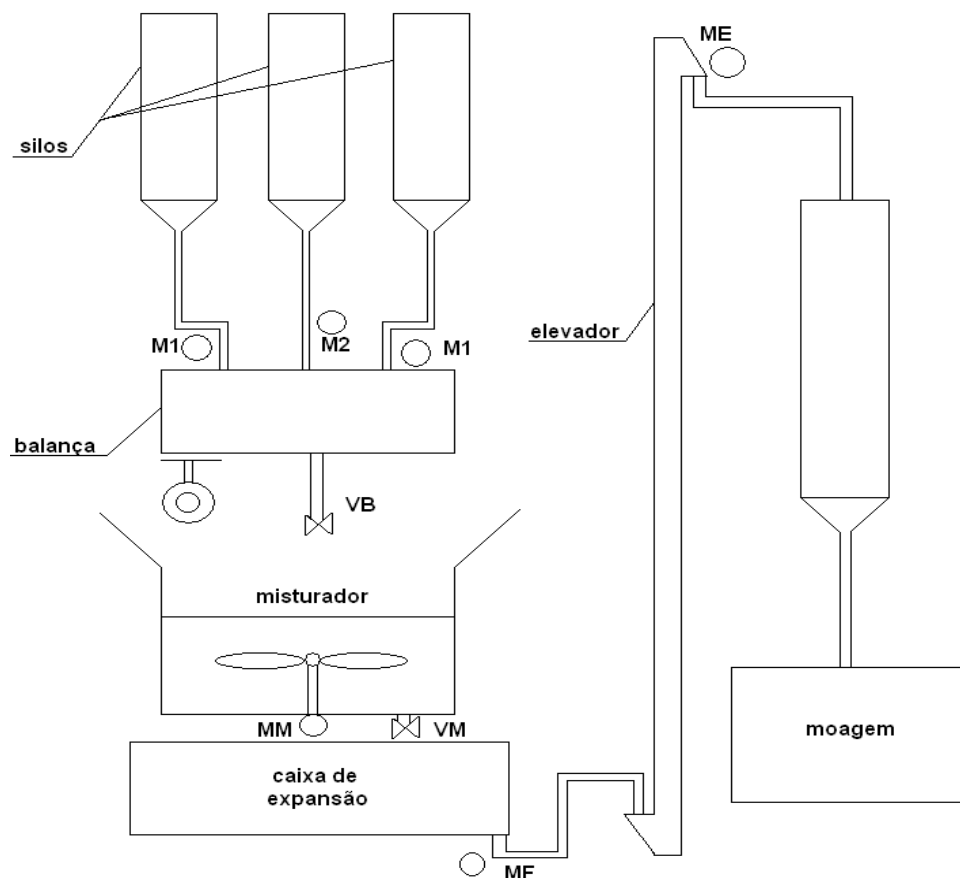 ME
silos
M1
M2
M1
elevador
balança
VB
misturador
MM
VM
moagem
caixa de
expansão
MF